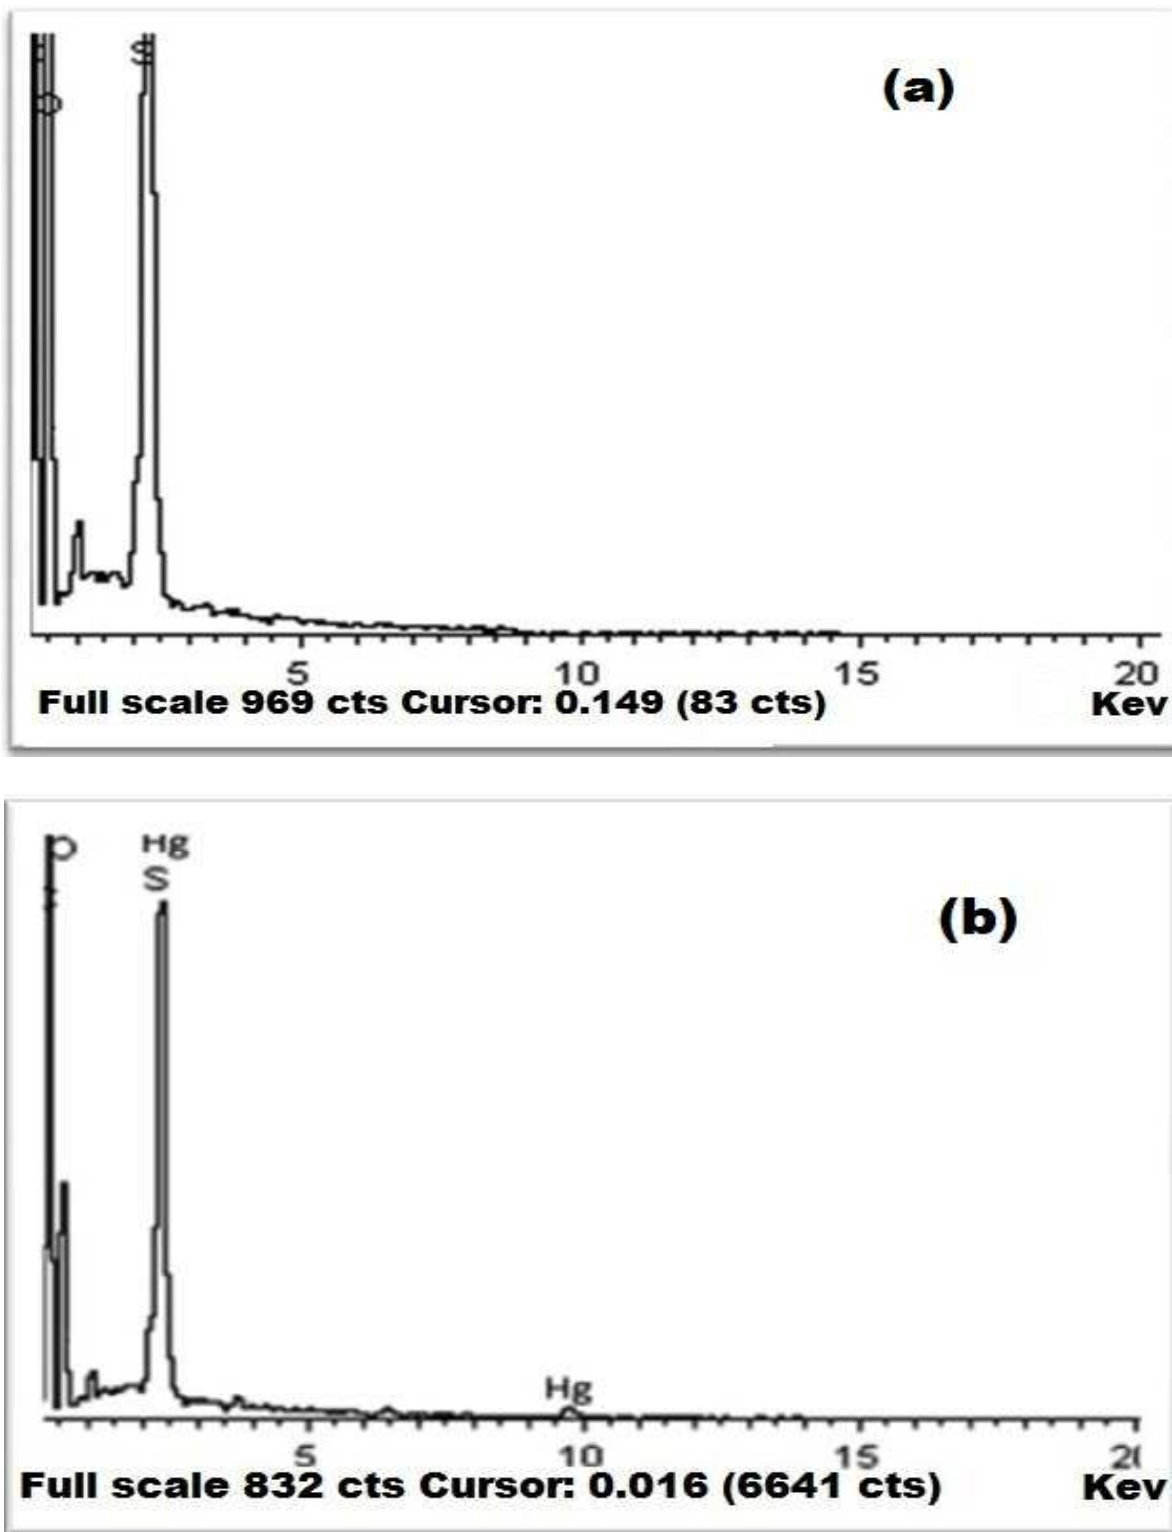 S
(a)
O
5 10 15 20
Full scale 969 cts Cursor: 0.149 (83 cts) Kev
O Hg
S
(b)
Hg
5 10 15
Full scale 832 cts Cursor: 0.016 (6641 cts) Kev